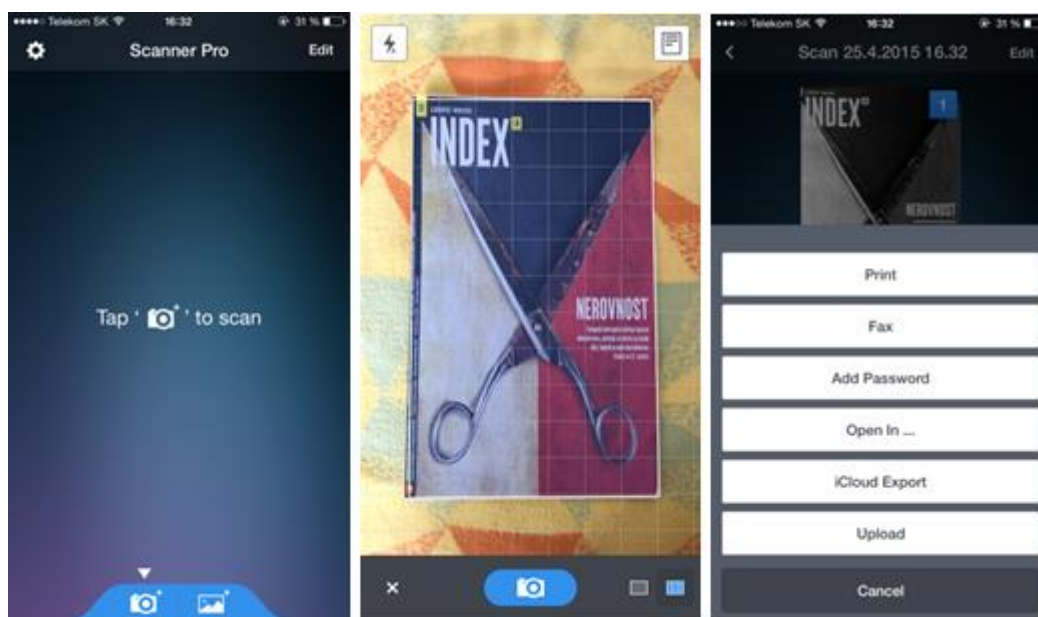 Telekom SK 16:32 31 %
Scanner Pro Edit
Tap ' ' to scan
INDEX
NEROVNOST
Telekom SK 16:32 31 %
Scan 25.4.2015 16.32 Edit
1
INDEX
NEROVNOST
Print
Fax
Add Password
Open In ...
iCloud Export
Upload
Cancel